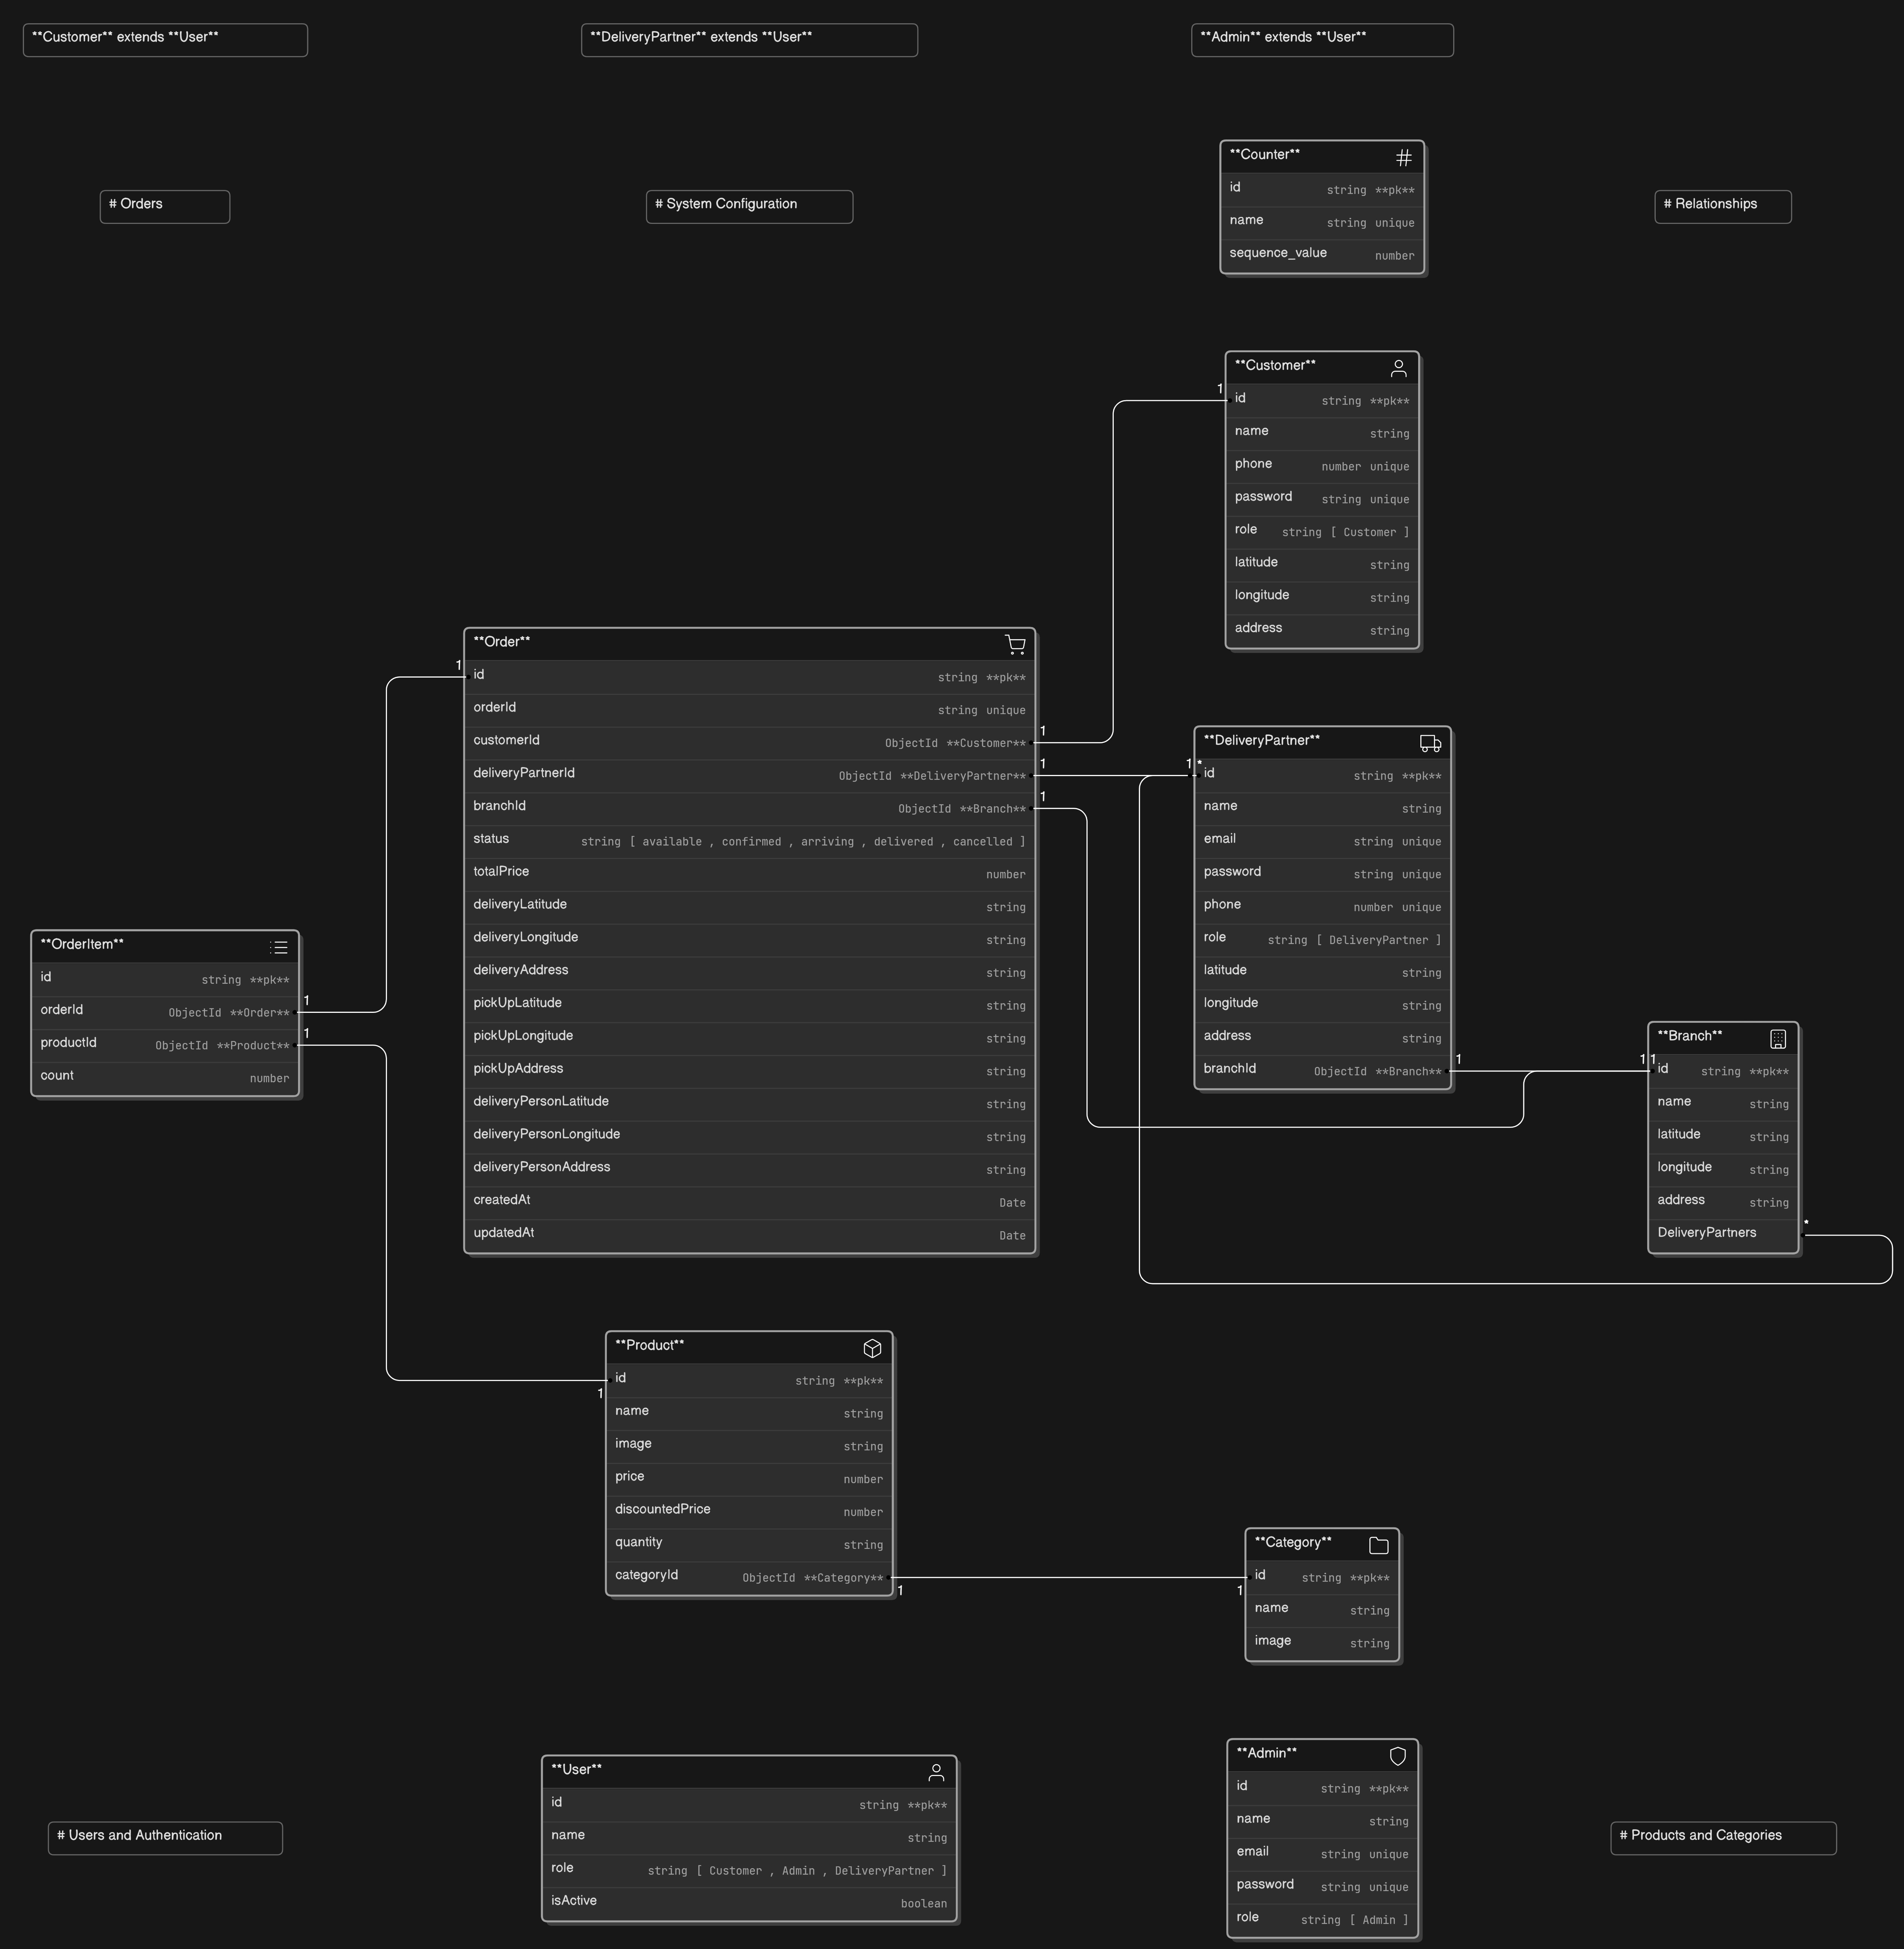 **Customer** extends **User**
**DeliveryPartner** extends **User**
**Admin** extends **User**
# Orders
# System Configuration
# Relationships
**Counter**
id string **pk**
name string unique
sequence_value number
**Customer**
1 id string **pk**
name string
phone number unique
password string unique
role string [ Customer ]
latitude string
longitude string
address string
**Order**
1 id string **pk**
orderId string unique
customerId ObjectId **Customer** 1
deliveryPartnerId ObjectId **DeliveryPartner** 1
branchId ObjectId **Branch** 1
status string [ available , confirmed , arriving , delivered , cancelled ]
totalPrice number
deliveryLatitude string
deliveryLongitude string
deliveryAddress string
pickUpLatitude string
pickUpLongitude string
pickUpAddress string
deliveryPersonLatitude string
deliveryPersonLongitude string
deliveryPersonAddress string
createdAt Date
updatedAt Date
**DeliveryPartner**
1 * id string **pk**
name string
email string unique
password string unique
phone number unique
role string [ DeliveryPartner ]
latitude string
longitude string
address string
branchId ObjectId **Branch** 1
**OrderItem**
id string **pk**
orderId ObjectId **Order** 1
productId ObjectId **Product** 1
count number
**Branch**
1 1 id string **pk**
name string
latitude string
longitude string
address string
DeliveryPartners *
**Product**
1 id string **pk**
name string
image string
price number
discountedPrice number
quantity string
categoryId ObjectId **Category** 1
**Category**
1 id string **pk**
name string
image string
**User**
id string **pk**
name string
role string [ Customer , Admin , DeliveryPartner ]
isActive boolean
**Admin**
id string **pk**
name string
email string unique
password string unique
role string [ Admin ]
# Users and Authentication
# Products and Categories